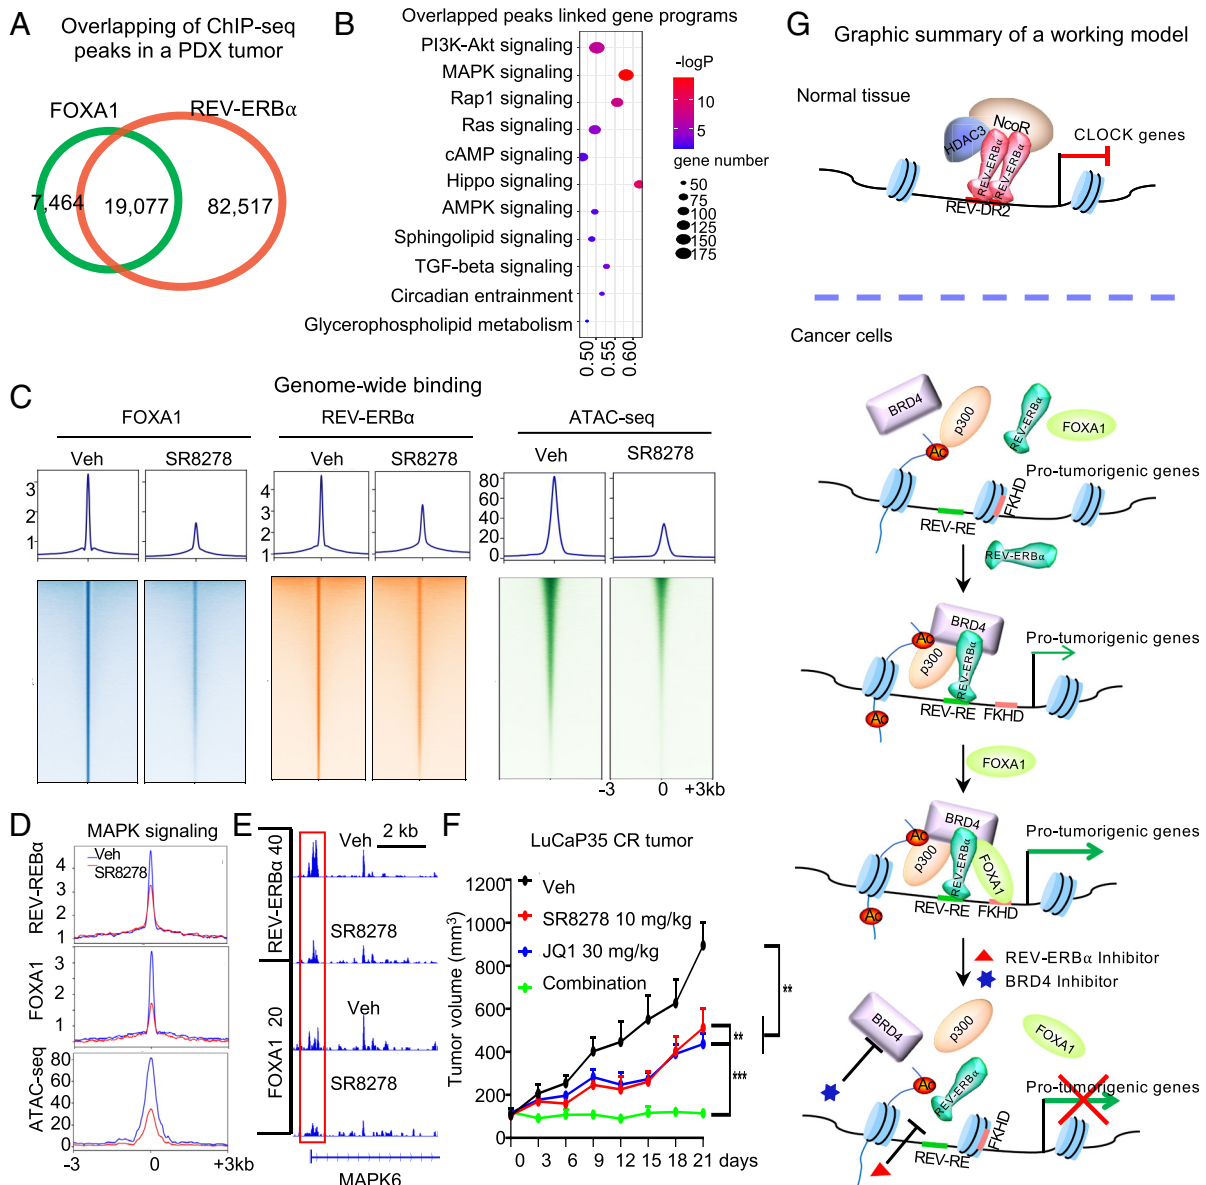 A
Overlapping of ChIP-seq
peaks in a PDX tumor
FOXA1
REV-ERBα
7,464
19,077
82,517
B
Overlapped peaks linked gene programs
PI3K-Akt signaling
MAPK signaling
Rap1 signaling
Ras signaling
cAMP signaling
Hippo signaling
AMPK signaling
Sphingolipid signaling
TGF-beta signaling
Circadian entrainment
Glycerophospholipid metabolism
0.50
0.55
0.60
-logP
10
5
gene number
50
75
100
125
150
175
C
Genome-wide binding
FOXA1
REV-ERBα
ATAC-seq
Veh
SR8278
Veh
SR8278
Veh
SR8278
3
2
1
4
3
2
1
80
60
40
20
0
-3
0
+3kb
D
MAPK signaling
Veh
SR8278
REV-REBα
4
3
2
1
FOXA1
3
2
1
ATAC-seq
80
60
40
20
0
-3
0
+3kb
E
Veh
2 kb
REV-ERBα 40
SR8278
Veh
FOXA1 20
SR8278
MAPK6
F
LuCaP35 CR tumor
Tumor volume (mm³)
1200
1000
800
600
400
200
0
Veh
SR8278 10 mg/kg
JQ1 30 mg/kg
Combination
**
**
***
0
3
6
9
12
15
18
21
days
G
Graphic summary of a working model
Normal tissue
HDAC3
NcoR
REV-ERBα
REV-ERBα
REV-DR2
CLOCK genes
Cancer cells
BRD4
p300
REV-ERBα
FOXA1
Ac
Pro-tumorigenic genes
REV-RE
FKHD
REV-ERBα
BRD4
Ac
p300
REV-ERBα
Pro-tumorigenic genes
Ac
REV-RE
FKHD
FOXA1
BRD4
Ac
p300
REV-ERBα
FOXA1
Pro-tumorigenic genes
Ac
REV-RE
FKHD
REV-ERBα Inhibitor
BRD4 Inhibitor
BRD4
p300
FOXA1
Ac
REV-ERBα
Pro-tumorigenic genes
REV-RE
FKHD